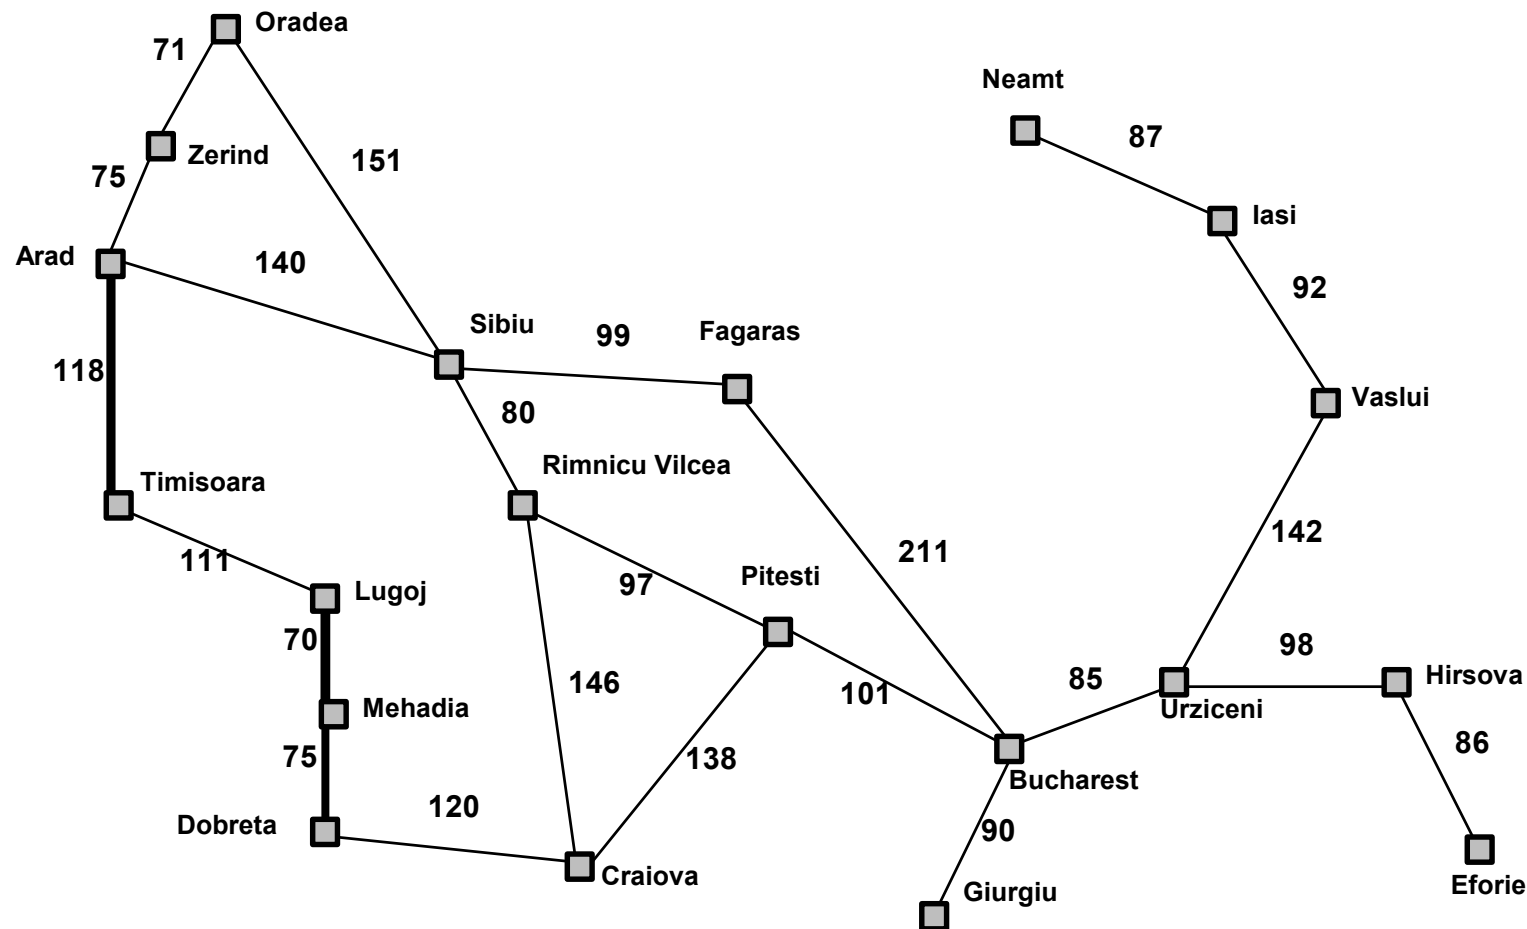 Oradea
71
Neamt
87
Zerind
151
75
Iasi
Arad
140
92
Sibiu
99
Fagaras
118
80
Vaslui
Rimnicu Vilcea
Timisoara
142
111
211
Pitesti
97
Lugoj
70
98
Hirsova
146
101
85
Urziceni
Mehadia
75
138
86
Bucharest
120
Dobreta
90
Craiova
Giurgiu
Eforie